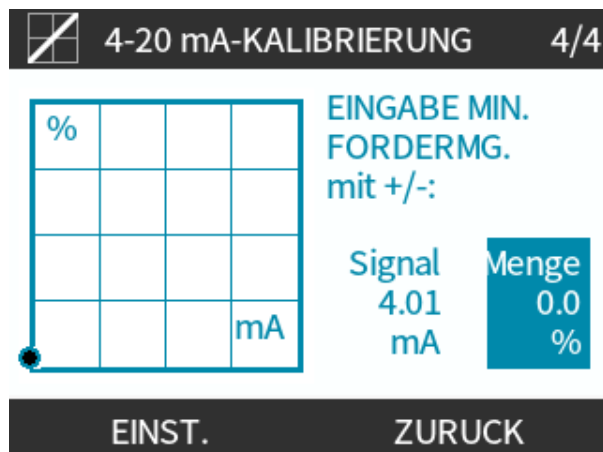 4-20 mA-KALIBRIERUNG 4/4
%
mA
EINGABE MIN.
FORDERMG.
mit +/-:
Signal
4.01
mA
Menge
0.0
%
EINST.
ZURUCK